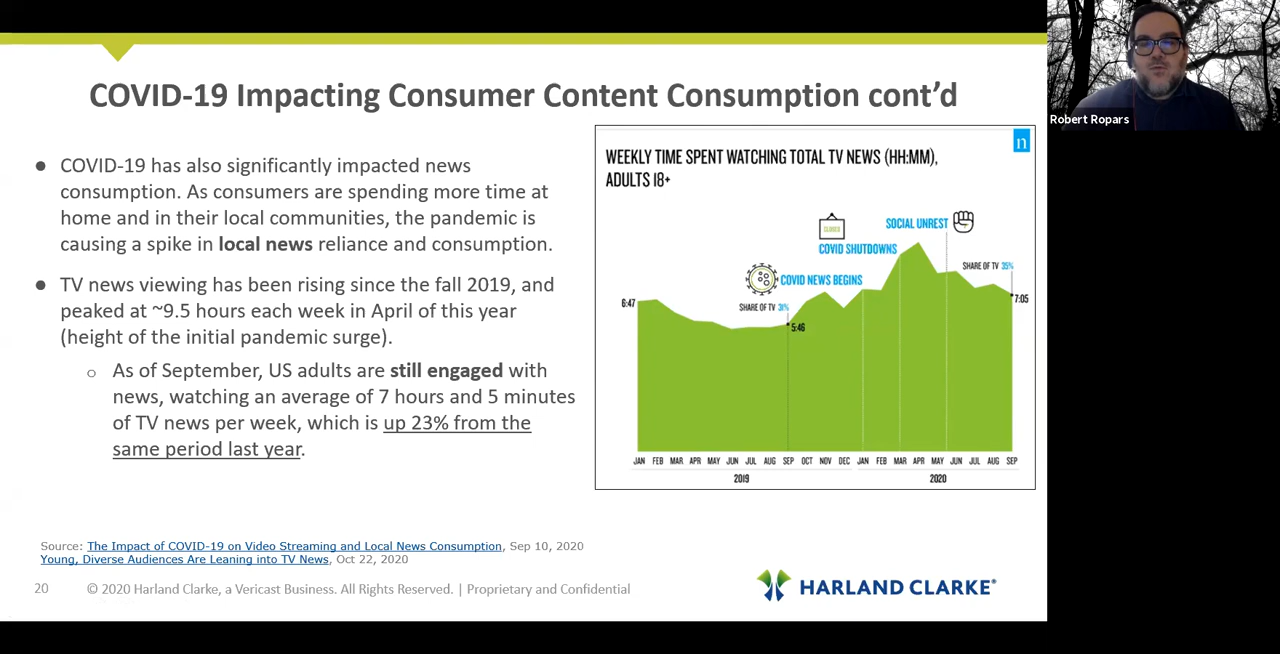 COVID-19 Impacting Consumer Content Consumption cont'd
Robert Ropars
● COVID-19 has also significantly impacted news
consumption. As consumers are spending more time at
home and in their local communities, the pandemic is
causing a spike in local news reliance and consumption.
● TV news viewing has been rising since the fall 2019, and
peaked at ~9.5 hours each week in April of this year
(height of the initial pandemic surge).
○ As of September, US adults are still engaged with
news, watching an average of 7 hours and 5 minutes
of TV news per week, which is up 23% from the
same period last year.
n
WEEKLY TIME SPENT WATCHING TOTAL TV NEWS (HH:MM),
ADULTS 18+
CLOSED
SOCIAL UNREST
COVID SHUTDOWNS
SHARE OF TV 35%
COVID NEWS BEGINS
6:47
SHARE OF TV 31%
7:05
5:46
JAN FEB MAR APR MAY JUN JUL AUG SEP OCT NOV DEC JAN FEB MAR APR MAY JUN JUL AUG SEP
2019 2020
Source: The Impact of COVID-19 on Video Streaming and Local News Consumption, Sep 10, 2020
Young, Diverse Audiences Are Leaning into TV News, Oct 22, 2020
20 © 2020 Harland Clarke, a Vericast Business. All Rights Reserved. | Proprietary and Confidential
HARLAND CLARKE®